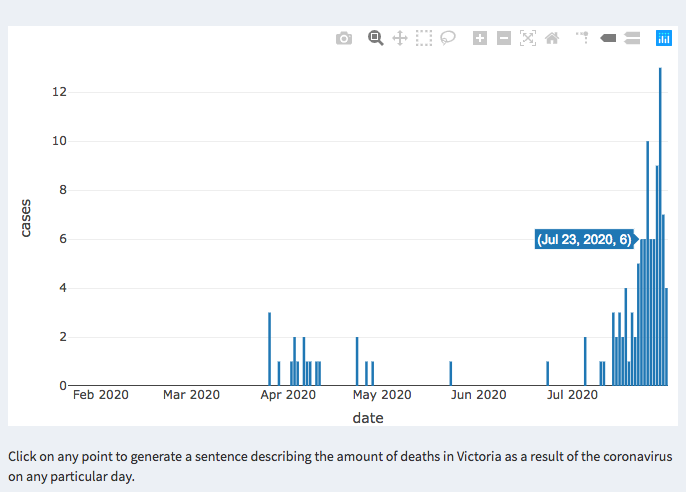 12
10
8
6
4
2
0
cases
(Jul 23, 2020, 6)
Feb 2020 Mar 2020 Apr 2020 May 2020 Jun 2020 Jul 2020
date
Click on any point to generate a sentence describing the amount of deaths in Victoria as a result of the coronavirus
on any particular day.